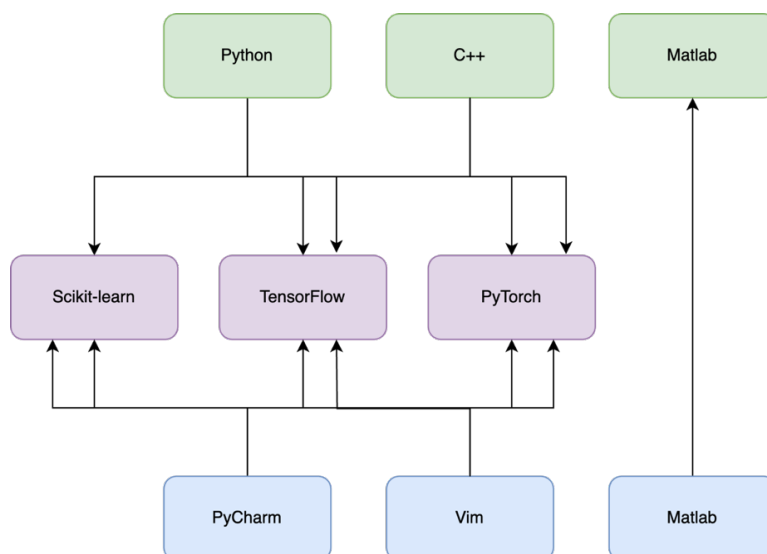 Python
C++
Matlab
Scikit-learn
TensorFlow
PyTorch
PyCharm
Vim
Matlab